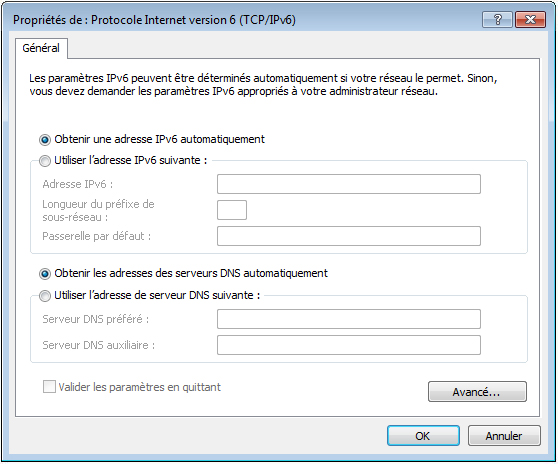 Propriétés de : Protocole Internet version 6 (TCP/IPv6)
Général
Les paramètres IPv6 peuvent être déterminés automatiquement si votre réseau le permet. Sinon,
vous devez demander les paramètres IPv6 appropriés à votre administrateur réseau.
Obtenir une adresse IPv6 automatiquement
Utiliser l'adresse IPv6 suivante :
Adresse IPv6 :
Longueur du préfixe de
sous-réseau :
Passerelle par défaut :
Obtenir les adresses des serveurs DNS automatiquement
Utiliser l'adresse de serveur DNS suivante :
Serveur DNS préféré :
Serveur DNS auxiliaire :
Valider les paramètres en quittant
Avancé...
OK
Annuler